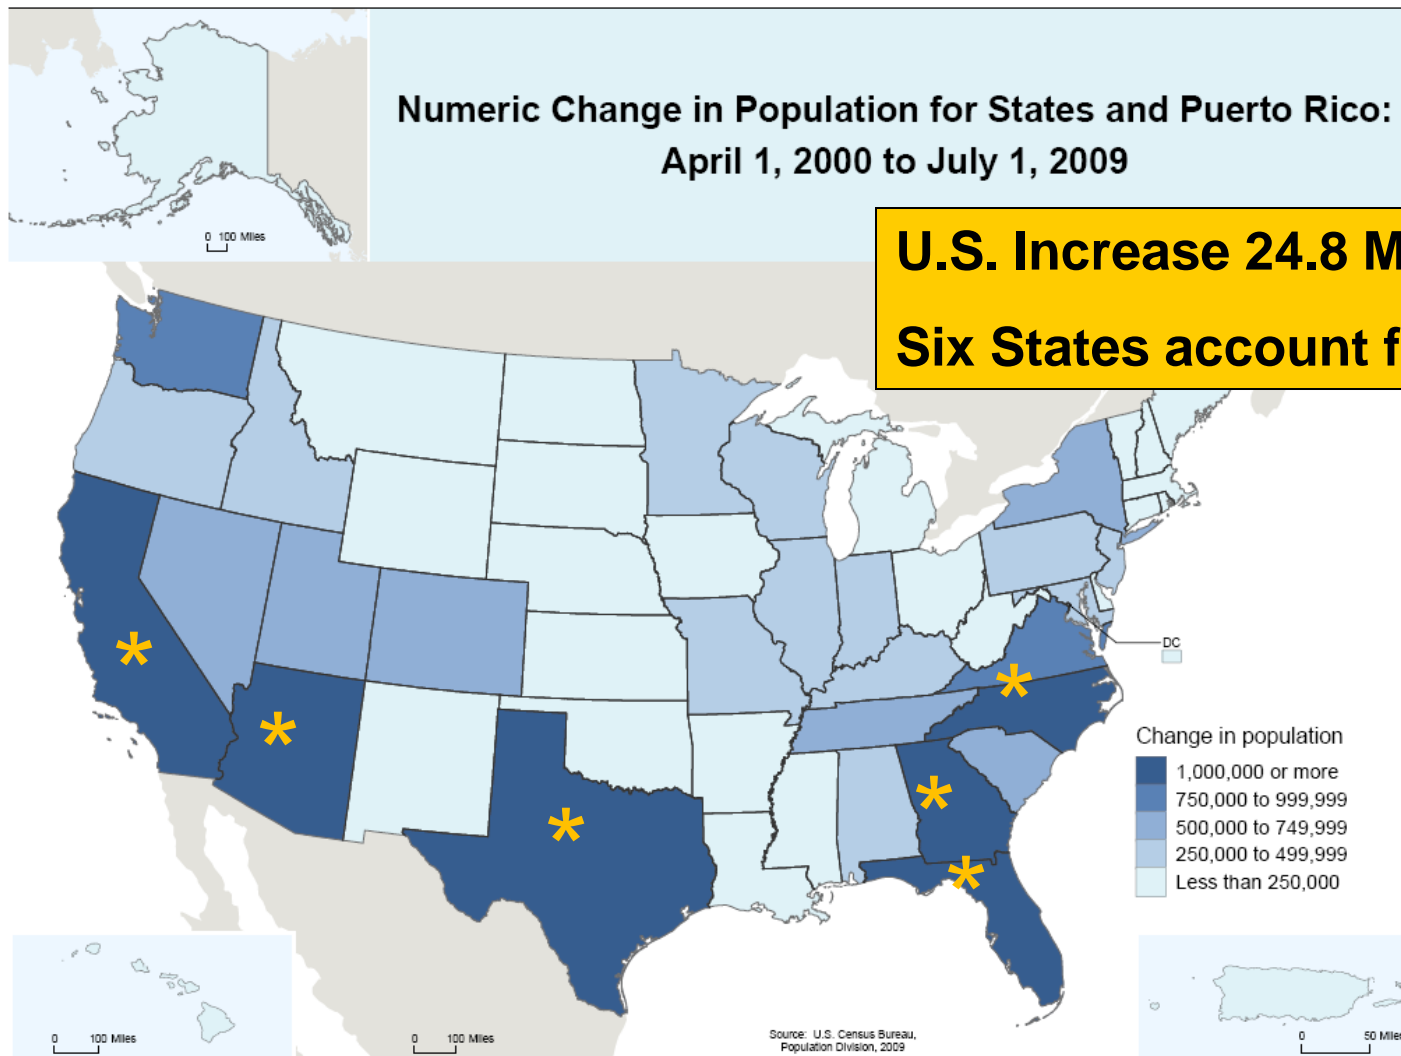 Numeric Change in Population for States and Puerto Rico:
April 1, 2000 to July 1, 2009
U.S. Increase 24.8 M
Six States account f
0 100 Miles
DC
Change in population
1,000,000 or more
750,000 to 999,999
500,000 to 749,999
250,000 to 499,999
Less than 250,000
0 100 Miles
0 100 Miles
Source: U.S. Census Bureau,
Population Division, 2009
0 50 Miles
* * * * * *